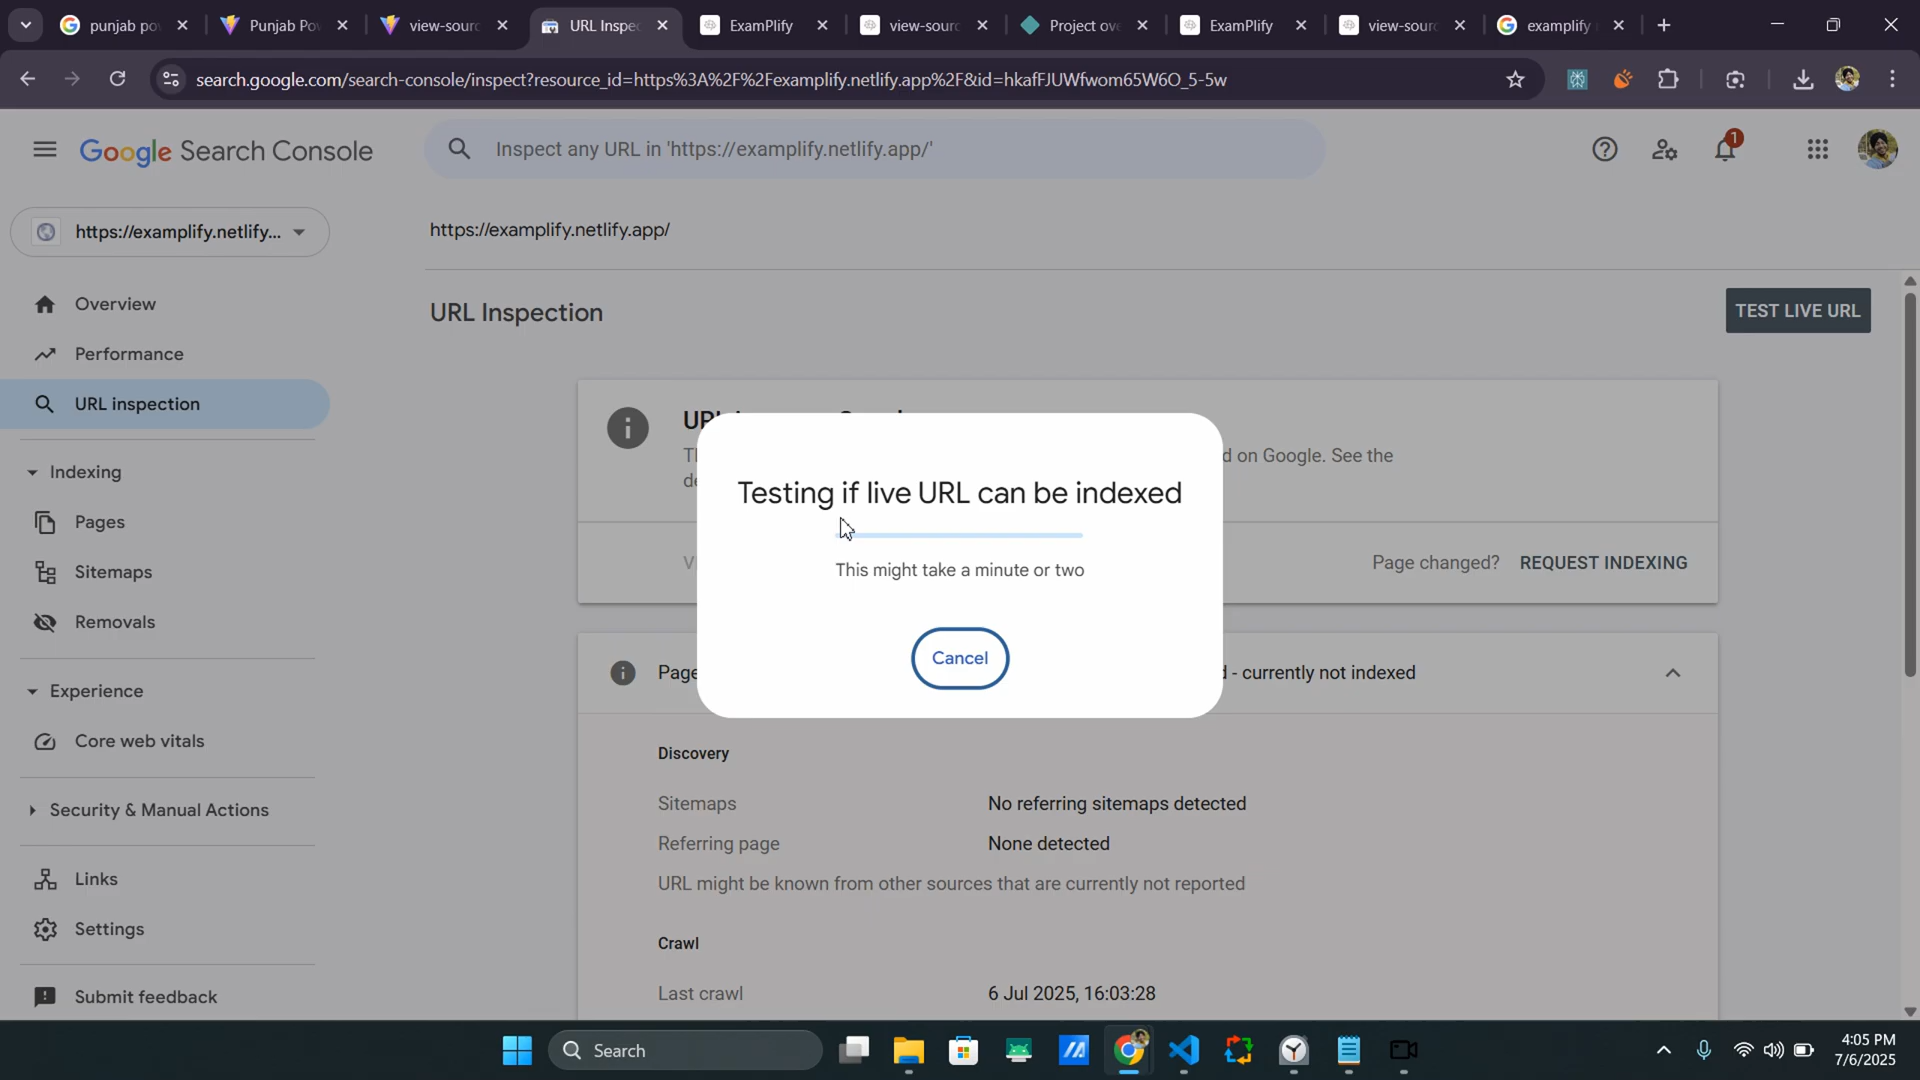 punjab po
Punjab Po
view-sourc
URL Inspec
ExamPlify
view-sourc
Project ove
ExamPlify
view-sourc
examplify
search.google.com/search-console/inspect?resource_id=https%3A%2F%2Fexamplify.netlify.app%2F&id=hkafFJUWfwom65W6O_5-5w
Google Search Console
Inspect any URL in 'https://examplify.netlify.app/'
1
https://examplify.netlify...
https://examplify.netlify.app/
Overview
Performance
URL inspection
Indexing
Pages
Sitemaps
Removals
Experience
Core web vitals
Security & Manual Actions
Links
Settings
Submit feedback
URL Inspection
TEST LIVE URL
d on Google. See the
Testing if live URL can be indexed
This might take a minute or two
Cancel
Page changed? REQUEST INDEXING
Page
d - currently not indexed
Discovery
Sitemaps No referring sitemaps detected
Referring page None detected
URL might be known from other sources that are currently not reported
Crawl
Last crawl 6 Jul 2025, 16:03:28
Search
4:05 PM
7/6/2025